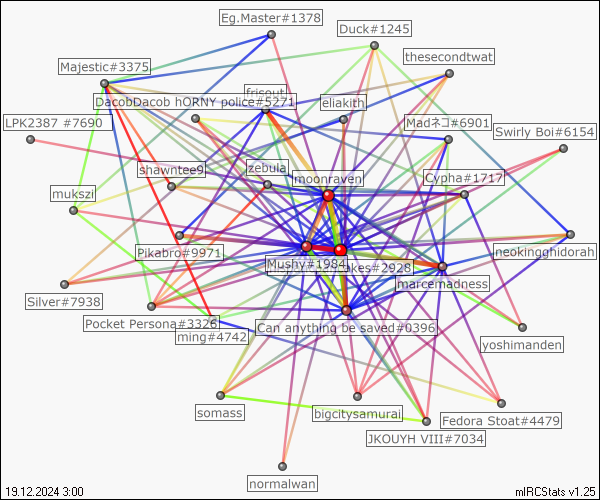 Eg.Master#1378
Duck#1245
thesecondtwat
Majestic#3375
frisout
DacobDacob hORNY police#5271
eliakith
LPK2387 #7690
Madネコ#6901
Swirly Boi#6154
shawntee9
zebula
moonraven
Cypha#1717
mukszi
Pikabro#9971
neokingghidorah
Mushy#1984
akes#2928
marcemadness
Silver#7938
Pocket Persona#3326
Can anything be saved#0396
ming#4742
yoshimanden
somass
bigcitysamurai
Fedora Stoat#4479
JKOUYH VIII#7034
normalwan
19.12.2024 3:00
mIRCStats v1.25